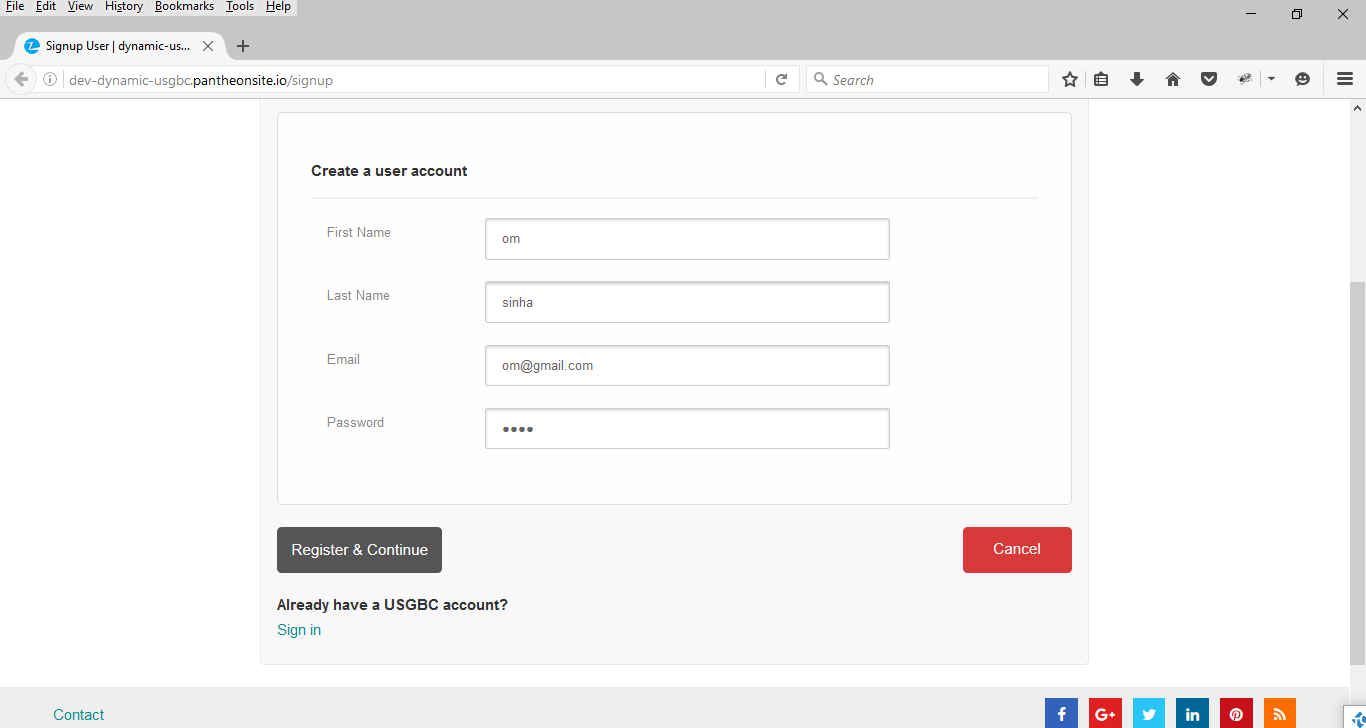 File Edit View History Bookmarks Tools Help
Signup User | dynamic-us...
dev-dynamic-usgbc.pantheonsite.io/signup
Search
Create a user account
First Name
om
Last Name
sinha
Email
om@gmail.com
Password
••••
Register & Continue
Cancel
Already have a USGBC account?
Sign in
Contact
f G+ in